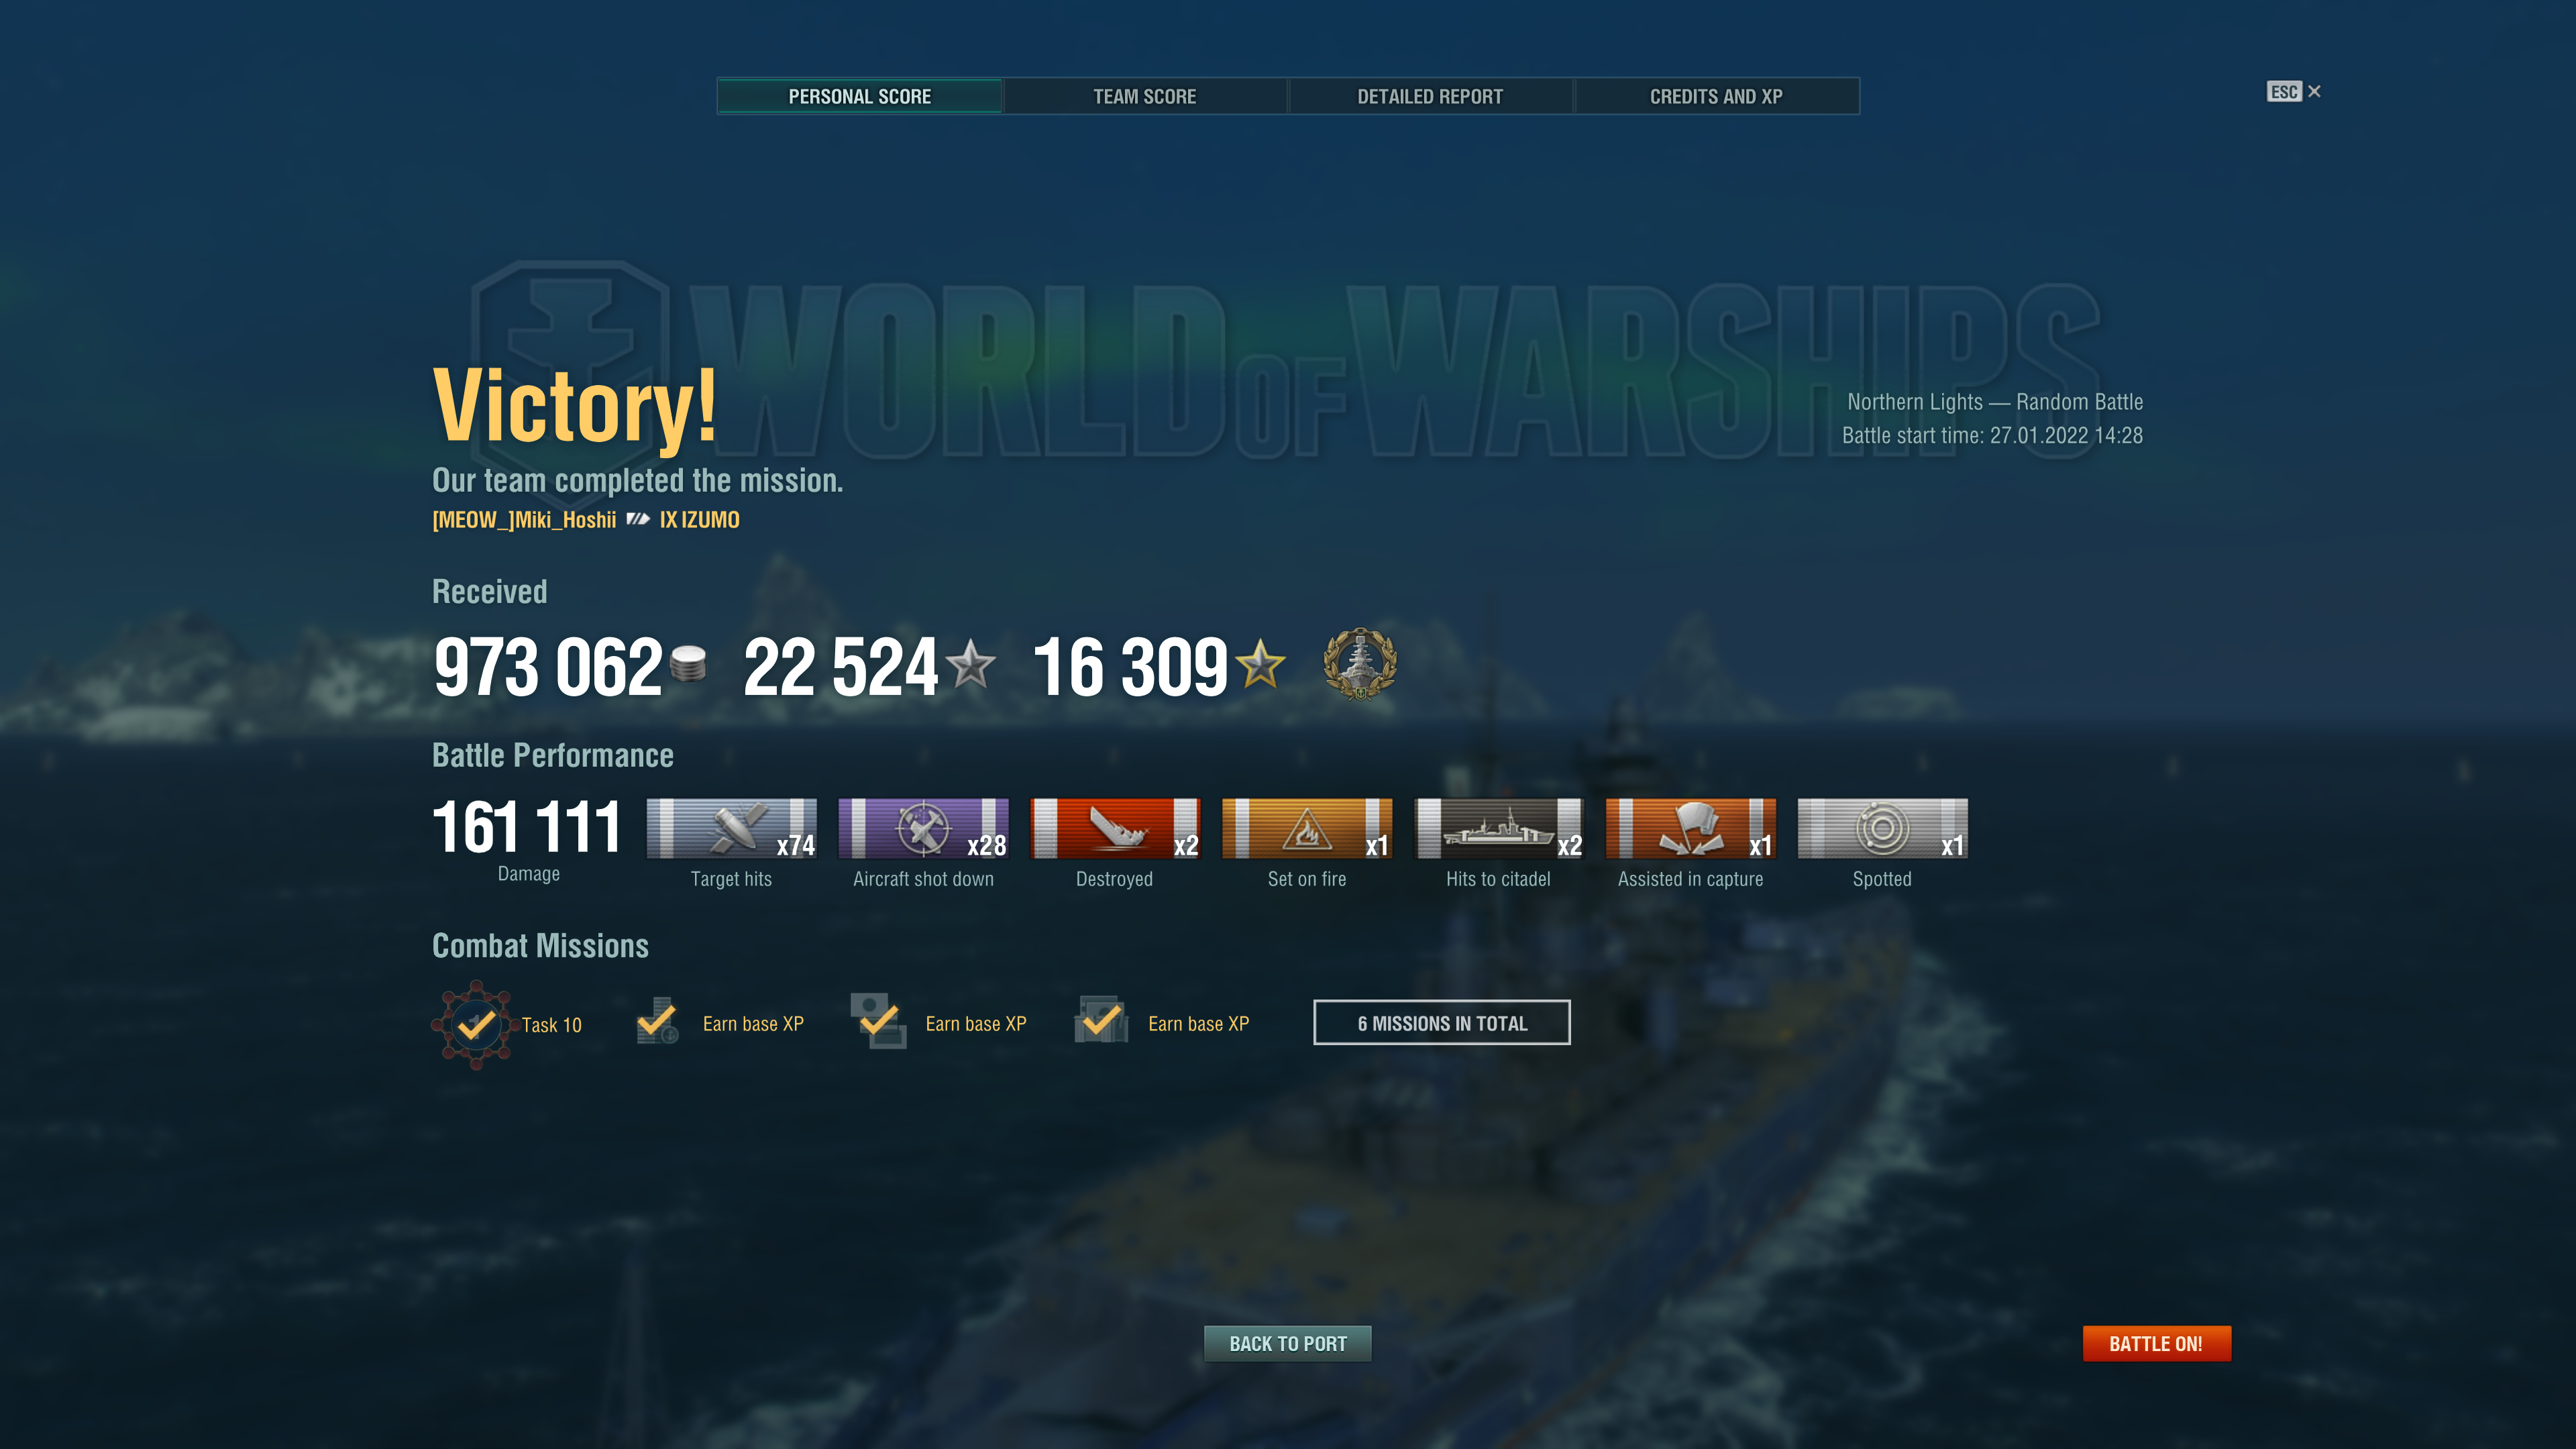 PERSONAL SCORE
TEAM SCORE
DETAILED REPORT
CREDITS AND XP
ESC
WORLD OF WARSHIPS
Victory!
Northern Lights — Random Battle
Battle start time: 27.01.2022 14:28
Our team completed the mission.
[MEOW_]Miki_Hoshii IX IZUMO
Received
973 062 22 524 16 309
Battle Performance
161 111 x74 x28 x2 x1 x2 x1 x1
Damage Target hits Aircraft shot down Destroyed Set on fire Hits to citadel Assisted in capture Spotted
Combat Missions
Task 10 Earn base XP Earn base XP Earn base XP 6 MISSIONS IN TOTAL
BACK TO PORT
BATTLE ON!